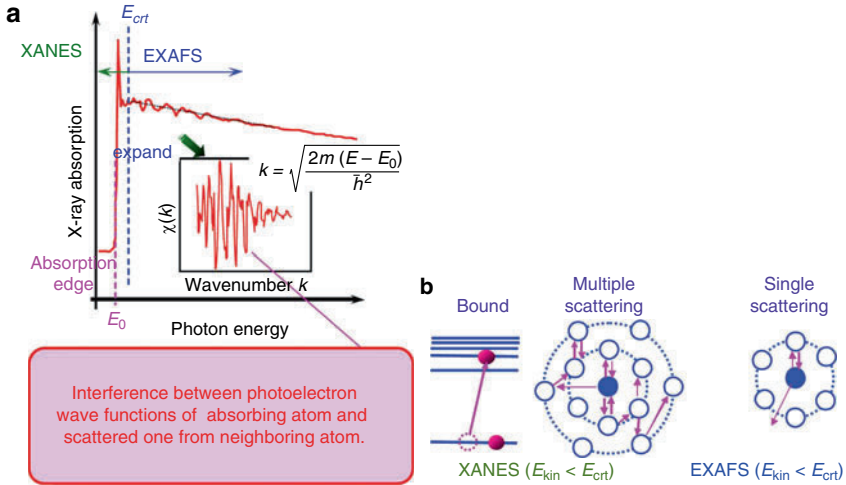 a
E_crt
XANES
EXAFS
X-ray absorption
expand
k = √(2m (E – E_0) / ħ^2)
χ(k)
Wavenumber k
Absorption
edge
E_0
Photon energy
Interference between photoelectron
wave functions of absorbing atom and
scattered one from neighboring atom.
b
Bound
Multiple
scattering
Single
scattering
XANES (E_kin < E_crt)
EXAFS (E_kin < E_crt)